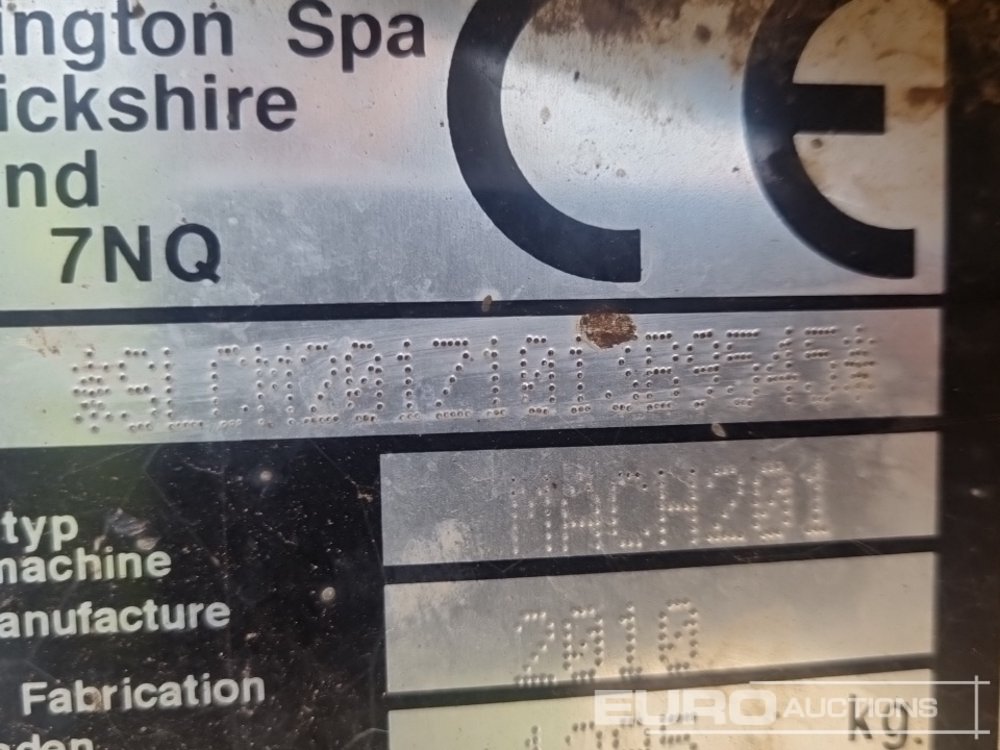 ington Spa
ickshire
nd
7NQ
CE
MACH201
typ
machine
anufacture
2010
Fabrication
kg.
EURO AUCTIONS